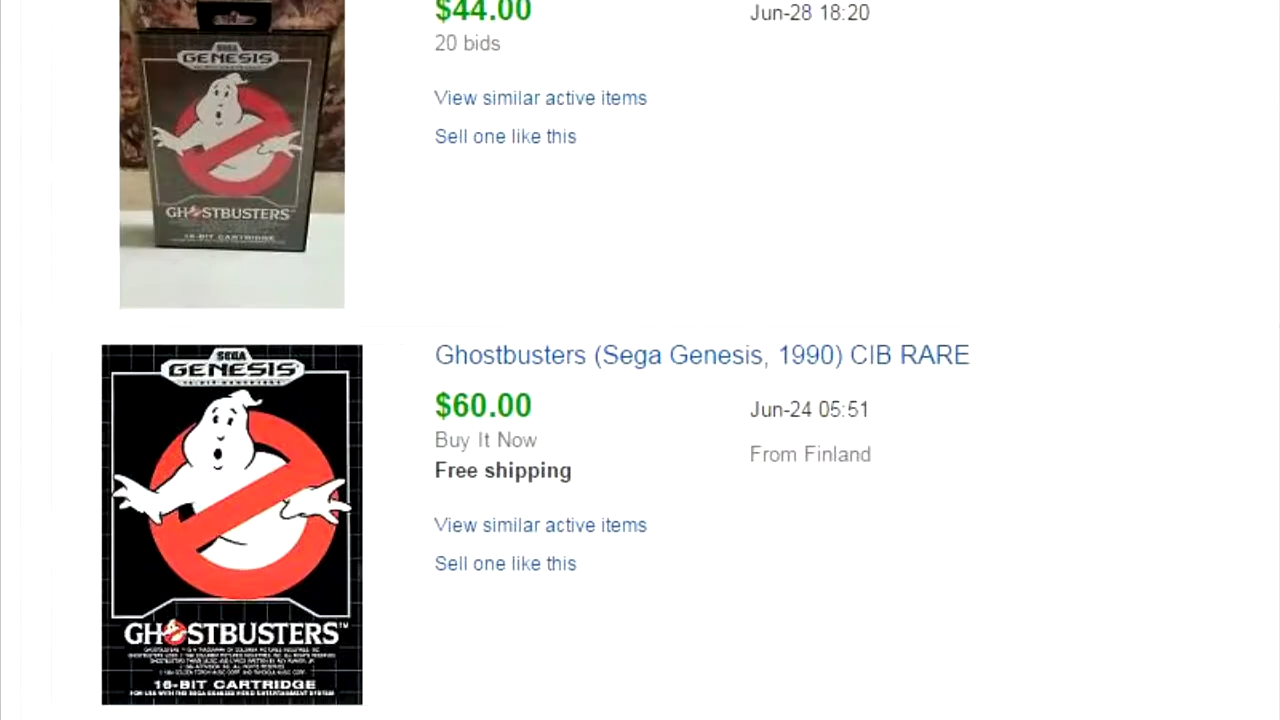 $44.00
Jun-28 18:20
20 bids
View similar active items
Sell one like this
SEGA
GENESIS
GHOSTBUSTERS
16-BIT CARTRIDGE
Ghostbusters (Sega Genesis, 1990) CIB RARE
$60.00
Jun-24 05:51
Buy It Now
From Finland
Free shipping
View similar active items
Sell one like this
SEGA
GENESIS
GHOSTBUSTERS™
16-BIT CARTRIDGE